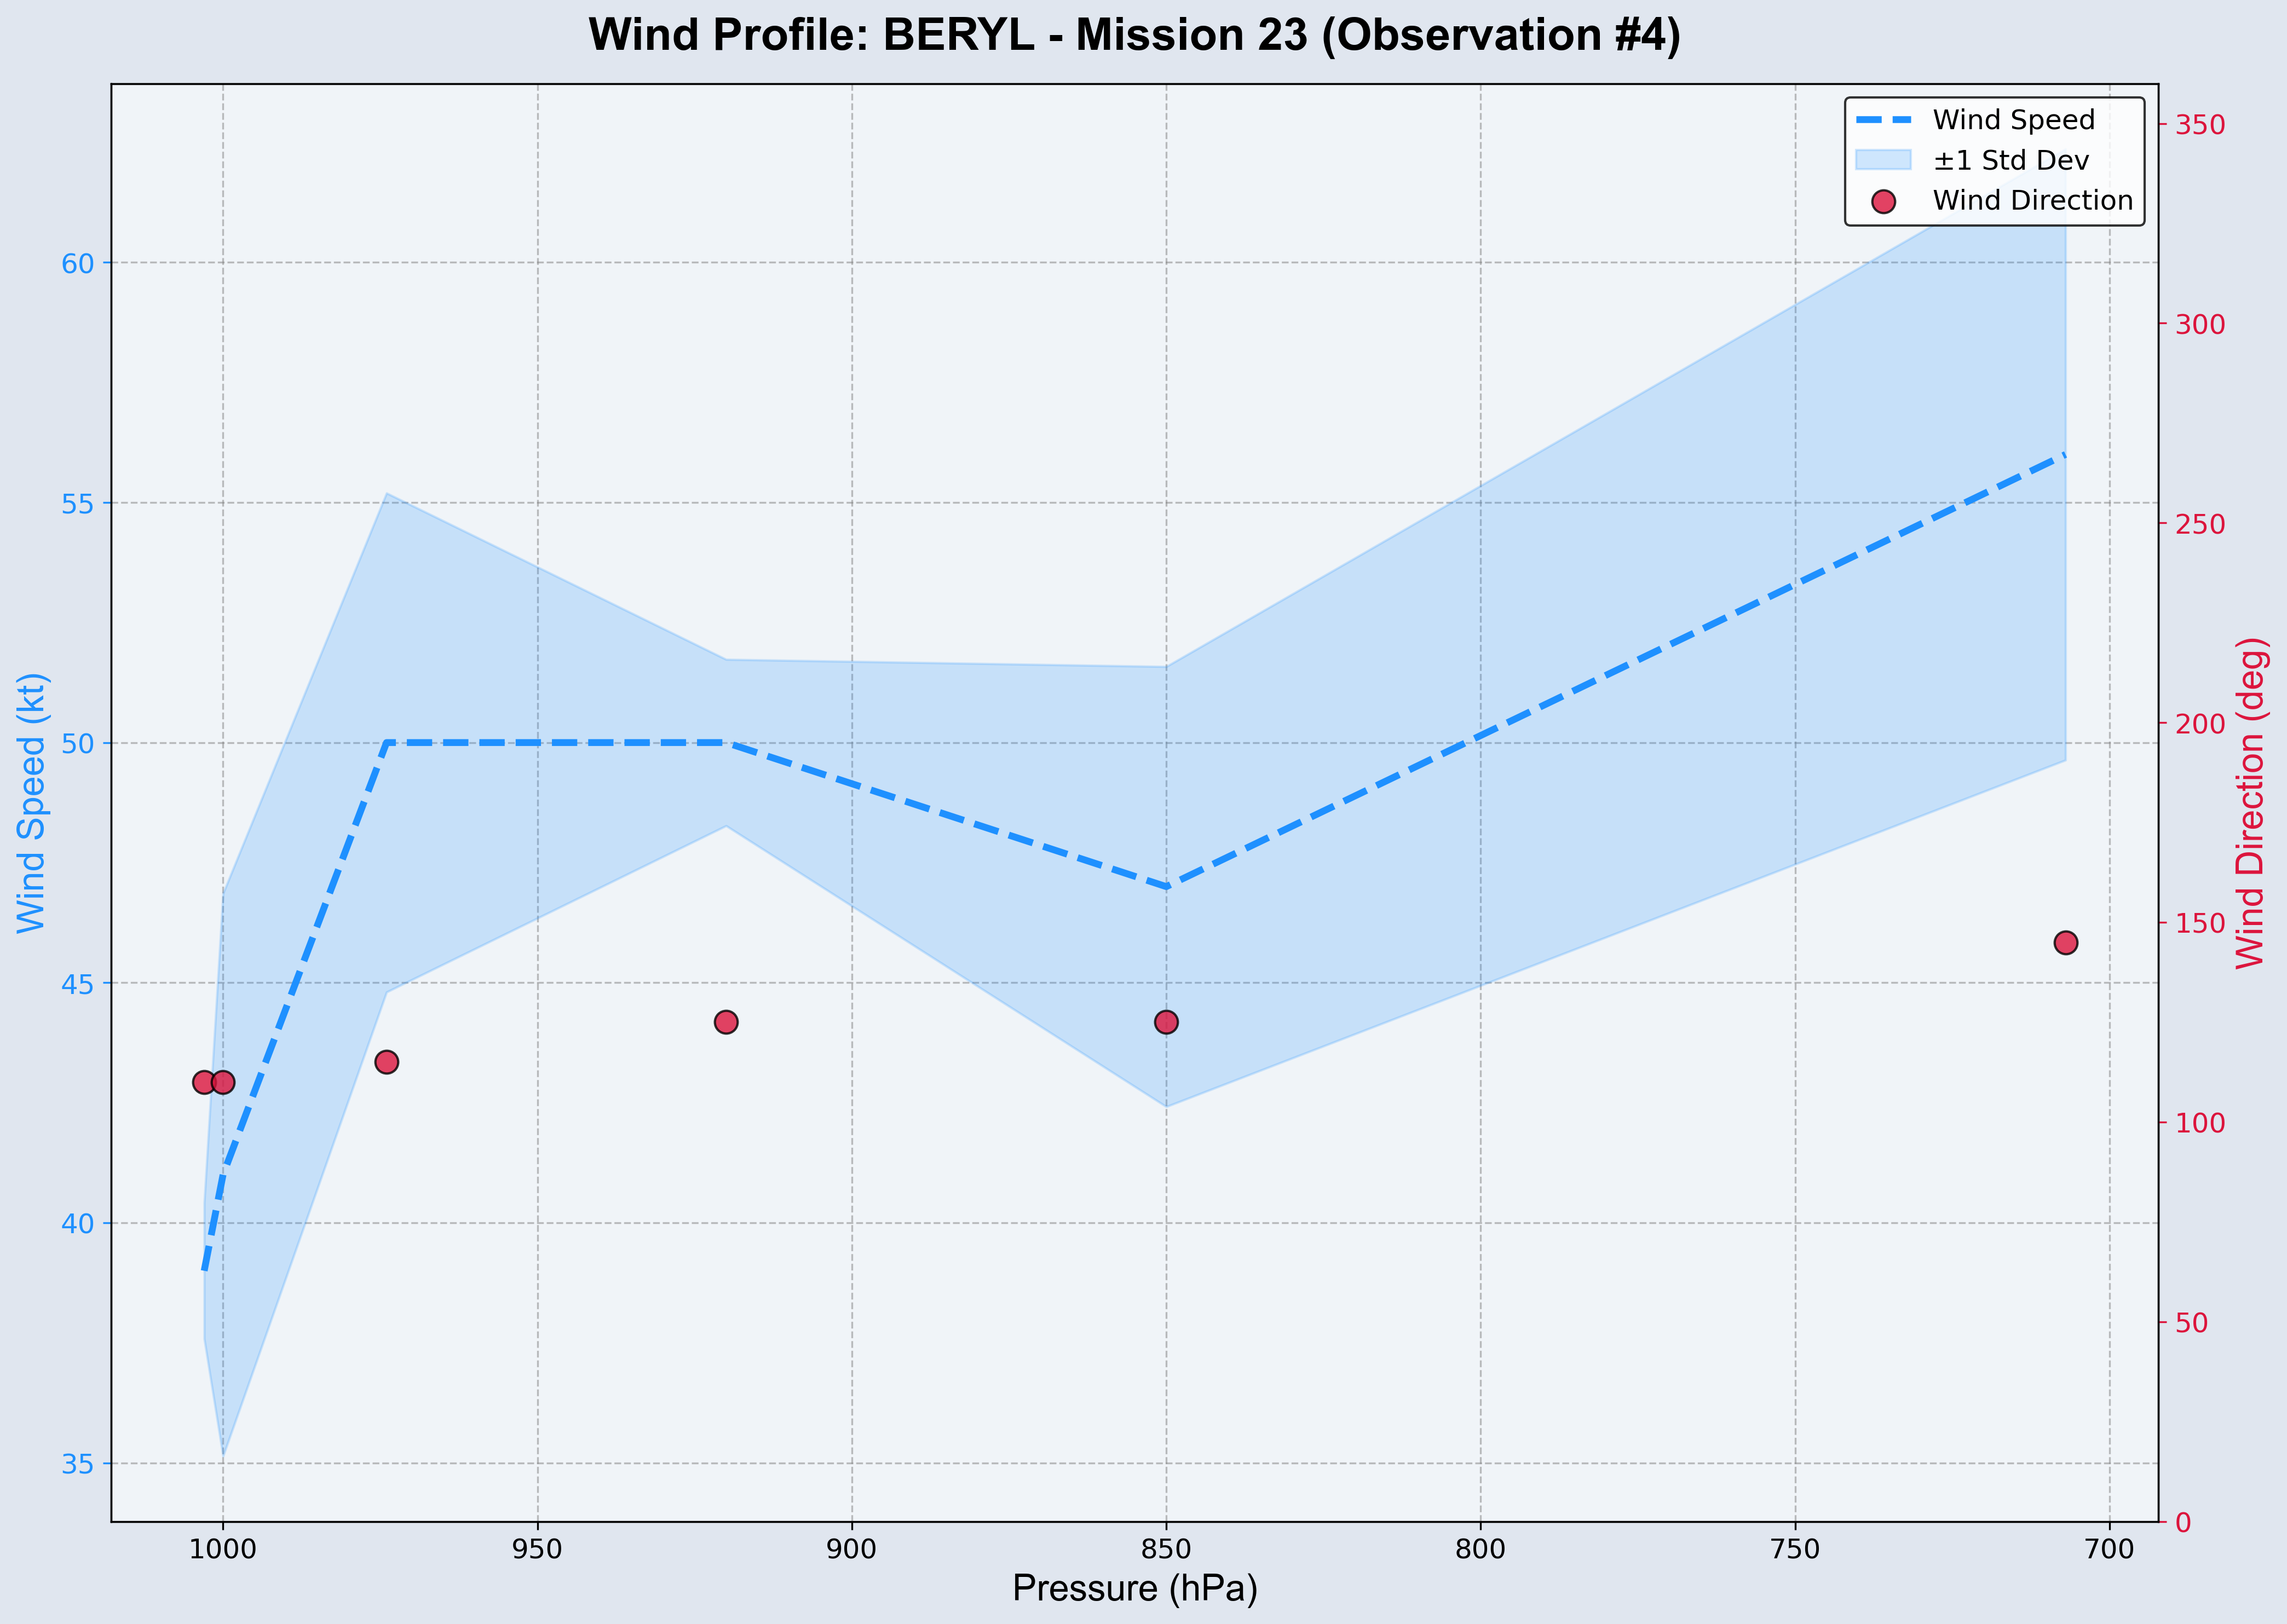 Wind Profile: BERYL - Mission 23 (Observation #4)
Wind Speed
±1 Std Dev
Wind Direction
Wind Speed (kt)
60
55
50
45
40
35
350
300
250
200
150
100
50
0
Wind Direction (deg)
1000 950 900 850 800 750 700
Pressure (hPa)